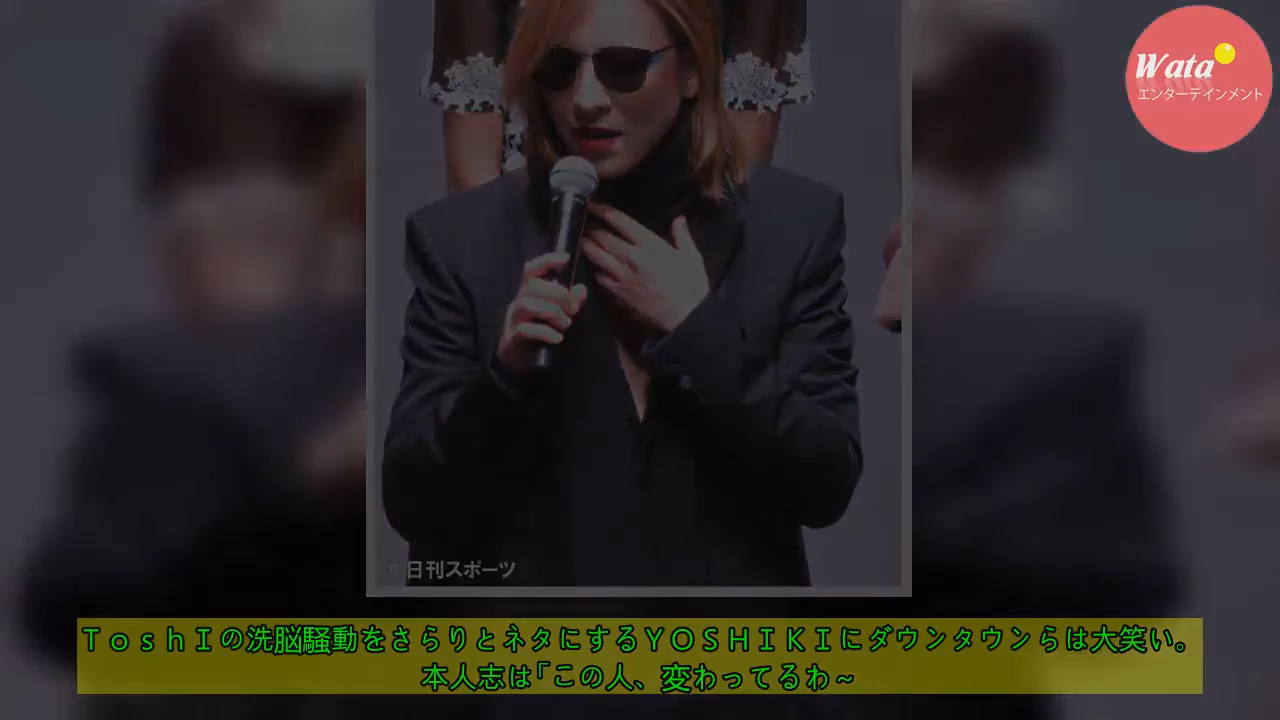 Wata
エンターテインメント
日刊スポーツ
ＴｏｓｈＩの洗脳騒動をさらりとネタにするＹＯＳＨＩＫＩにダウンタウンらは大笑い。
本人志は「この人、変わってるわ～